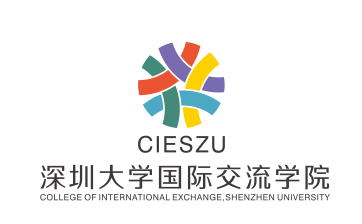 CIESZU
深圳大学国际交流学院
COLLEGE OF INTERNATIONAL EXCHANGE,SHENZHEN UNIVERSITY